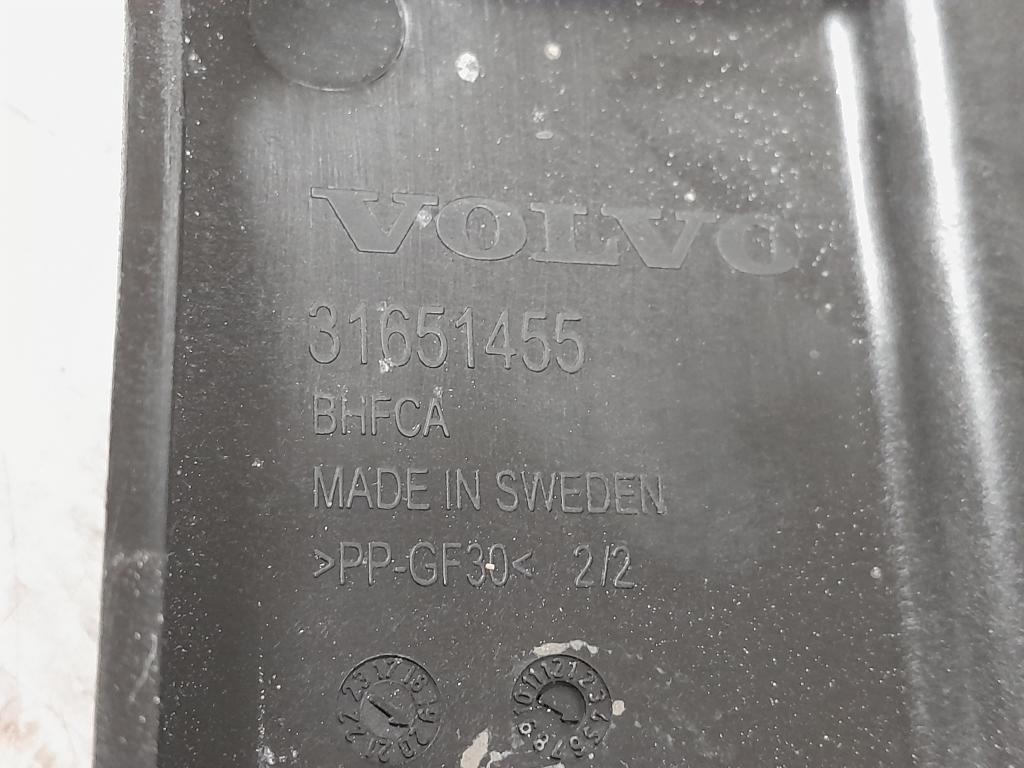 VOLVO
31651455
BHFCA
MADE IN SWEDEN
>PP-GF30< 2/2